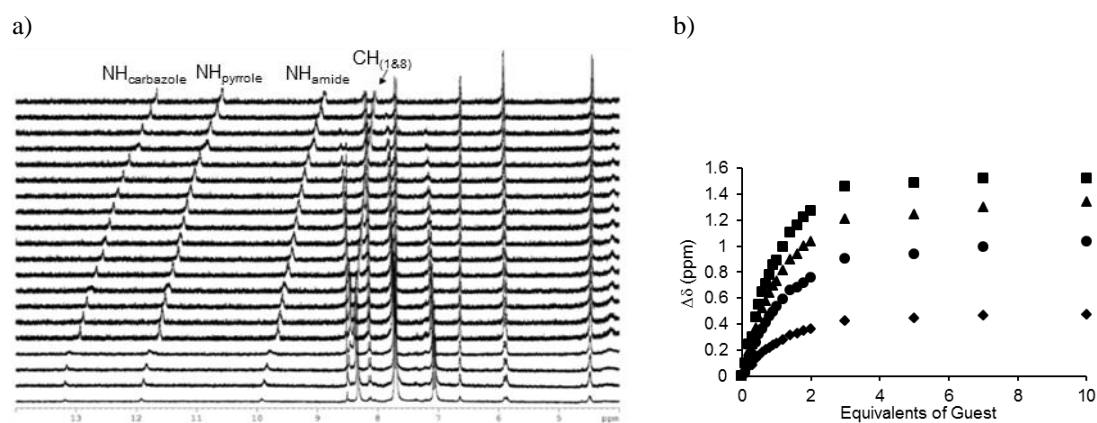 a)
b)
CH(1&8)
NHcarbazole NHpyrrole NHamide
13 12 11 10 9 8 7 6 5 ppm
1.6
1.4
1.2
1
0.8
0.6
0.4
0.2
0
Δδ (ppm)
0 2 4 6 8 10
Equivalents of Guest